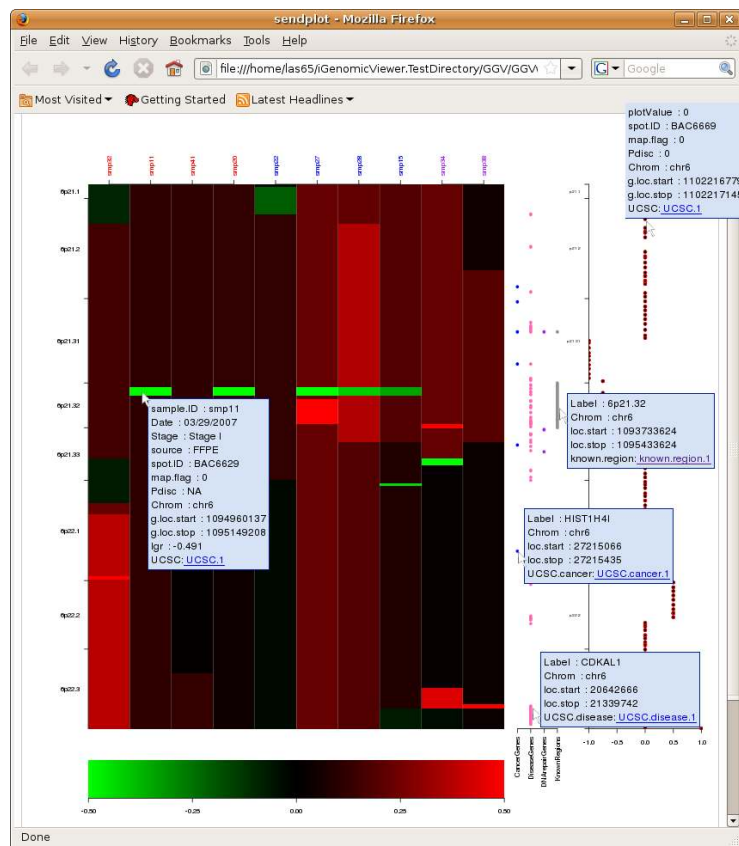 sendplot - Mozilla Firefox
File Edit View History Bookmarks Tools Help
file:///home/las65/iGenomicViewer.TestDirectory/GGV/GGV
Google
Most Visited Getting Started Latest Headlines
smp32 smp11 smp41 smp20 smp22 smp27 smp28 smp15 smp34 smp38
plotValue : 0
spot.ID : BAC6669
map.flag : 0
Pdisc : 0
Chrom : chr6
g.loc.start : 1102216779
g.loc.stop : 110221714
UCSC: UCSC.1
6p21.1
6p21.2
6p21.31
6p21.32
6p21.33
6p22.1
6p22.2
6p22.3
sample.ID : smp11
Date : 03/29/2007
Stage : Stage I
source : FFPE
spot.ID : BAC6629
map.flag : 0
Pdisc : NA
Chrom : chr6
g.loc.start : 1094960137
g.loc.stop : 1095149208
lgr : -0.491
UCSC: UCSC.1
Label : 6p21.32
Chrom : chr6
loc.start : 1093733624
loc.stop : 1095433624
known.region: known.region.1
Label : HIST1H4I
Chrom : chr6
loc.start : 27215066
loc.stop : 27215435
UCSC.cancer: UCSC.cancer.1
Label : CDKAL1
Chrom : chr6
loc.start : 20642666
loc.stop : 21339742
UCSC.disease: UCSC.disease.1
CancerGenes DiseaseGenes DNArepairGenes KnownRegions
-1.0 -0.5 0.0 0.5 1.0
-0.50 -0.25 0.00 0.25 0.50
Done